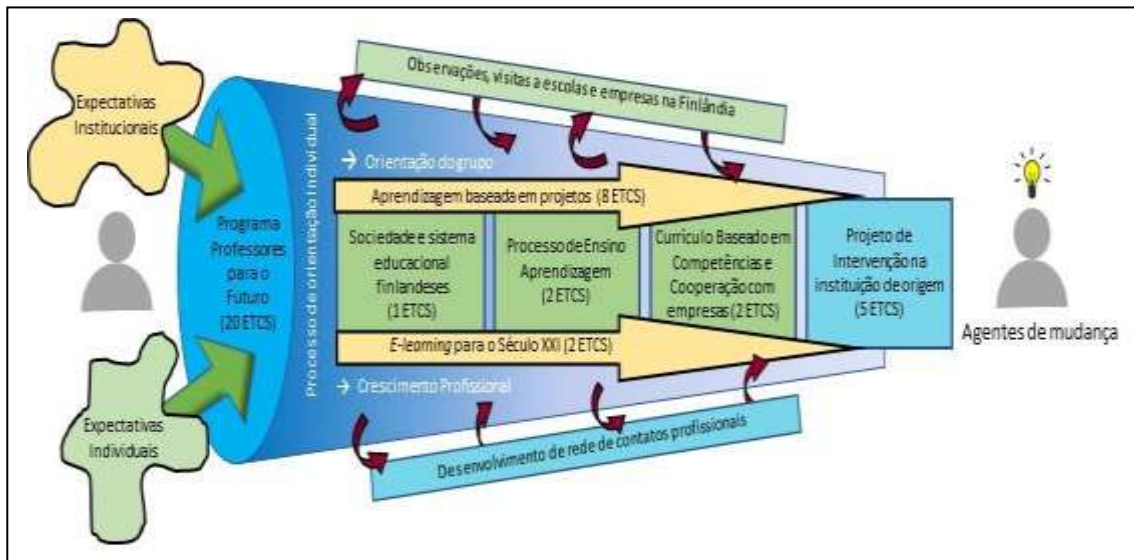 Expectativas
Institucionais
Programa
Professores
para o
Futuro
(20 ETCS)
Expectativas
Individuais
Processo de orientação individual
Observações, visitas a escolas e empresas na Finlândia
→ Orientação do grupo
Aprendizagem baseada em projetos (8 ETCS)
Sociedade e sistema
educacional
finlandeses
(1 ETCS)
Processo de Ensino
Aprendizagem
(2 ETCS)
Currículo Baseado em
Competências e
Cooperação com
empresas (2 ETCS)
Projeto de
Intervenção na
instituição de origem
(5 ETCS)
E-learning para o Século XXI (2 ETCS)
→ Crescimento Profissional
Desenvolvimento de rede de contatos profissionais
Agentes de mudança